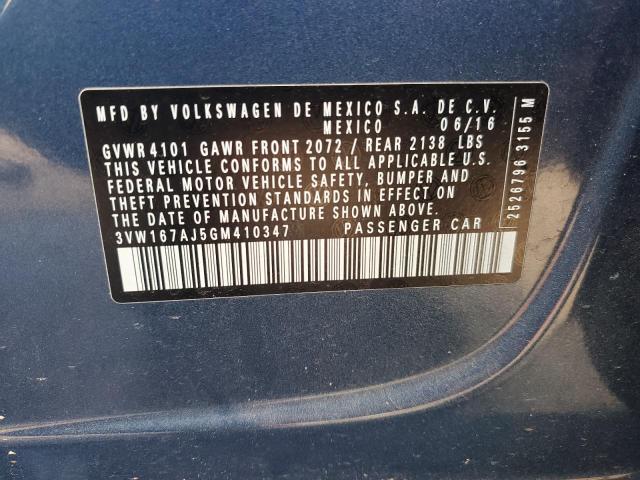 MFD BY VOLKSWAGEN DE MEXICO S.A. DE C.V.
MEXICO 06/16
GVWR 4101 GAWR FRONT 2072 / REAR 2138 LBS
THIS VEHICLE CONFORMS TO ALL APPLICABLE U.S.
FEDERAL MOTOR VEHICLE SAFETY, BUMPER AND
THEFT PREVENTION STANDARDS IN EFFECT ON
THE DATE OF MANUFACTURE SHOWN ABOVE.
3VW167AJ5GM410347 PASSENGER CAR
2526796 3155 M